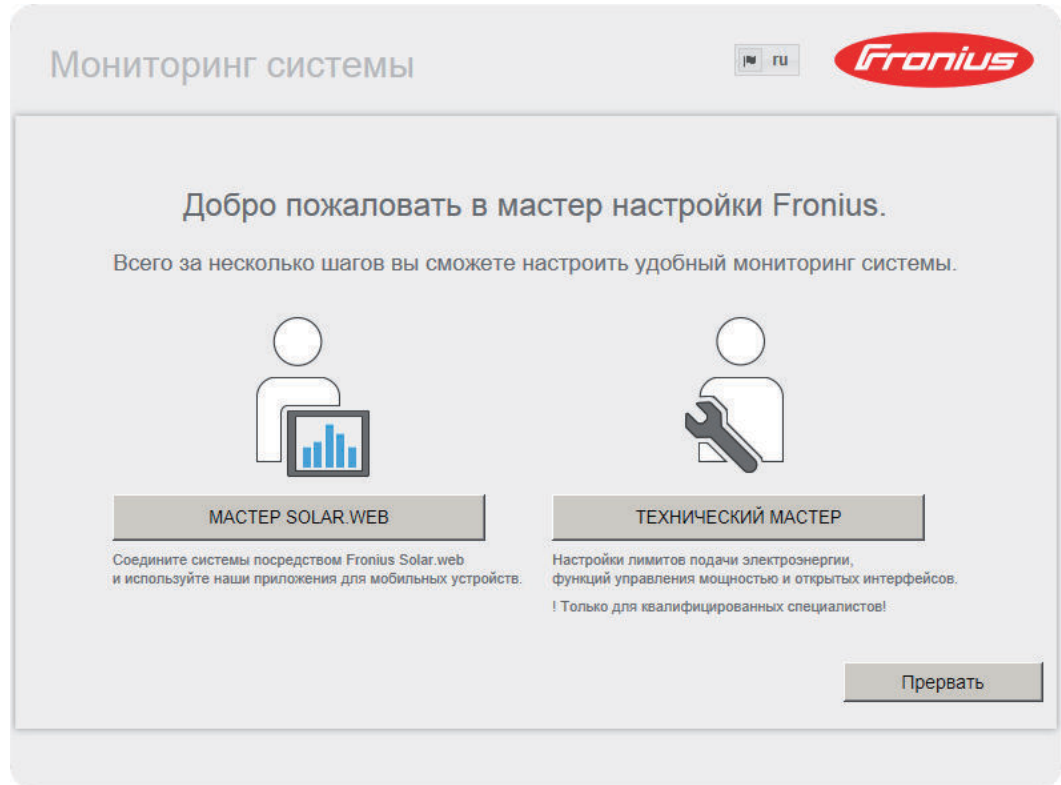 Мониторинг системы
ru
Fronius
Добро пожаловать в мастер настройки Fronius.
Всего за несколько шагов вы сможете настроить удобный мониторинг системы.
МАСТЕР SOLAR.WEB
Соедините системы посредством Fronius Solar.web
и используйте наши приложения для мобильных устройств.
ТЕХНИЧЕСКИЙ МАСТЕР
Настройки лимитов подачи электроэнергии,
функций управления мощностью и открытых интерфейсов.
! Только для квалифицированных специалистов!
Прервать